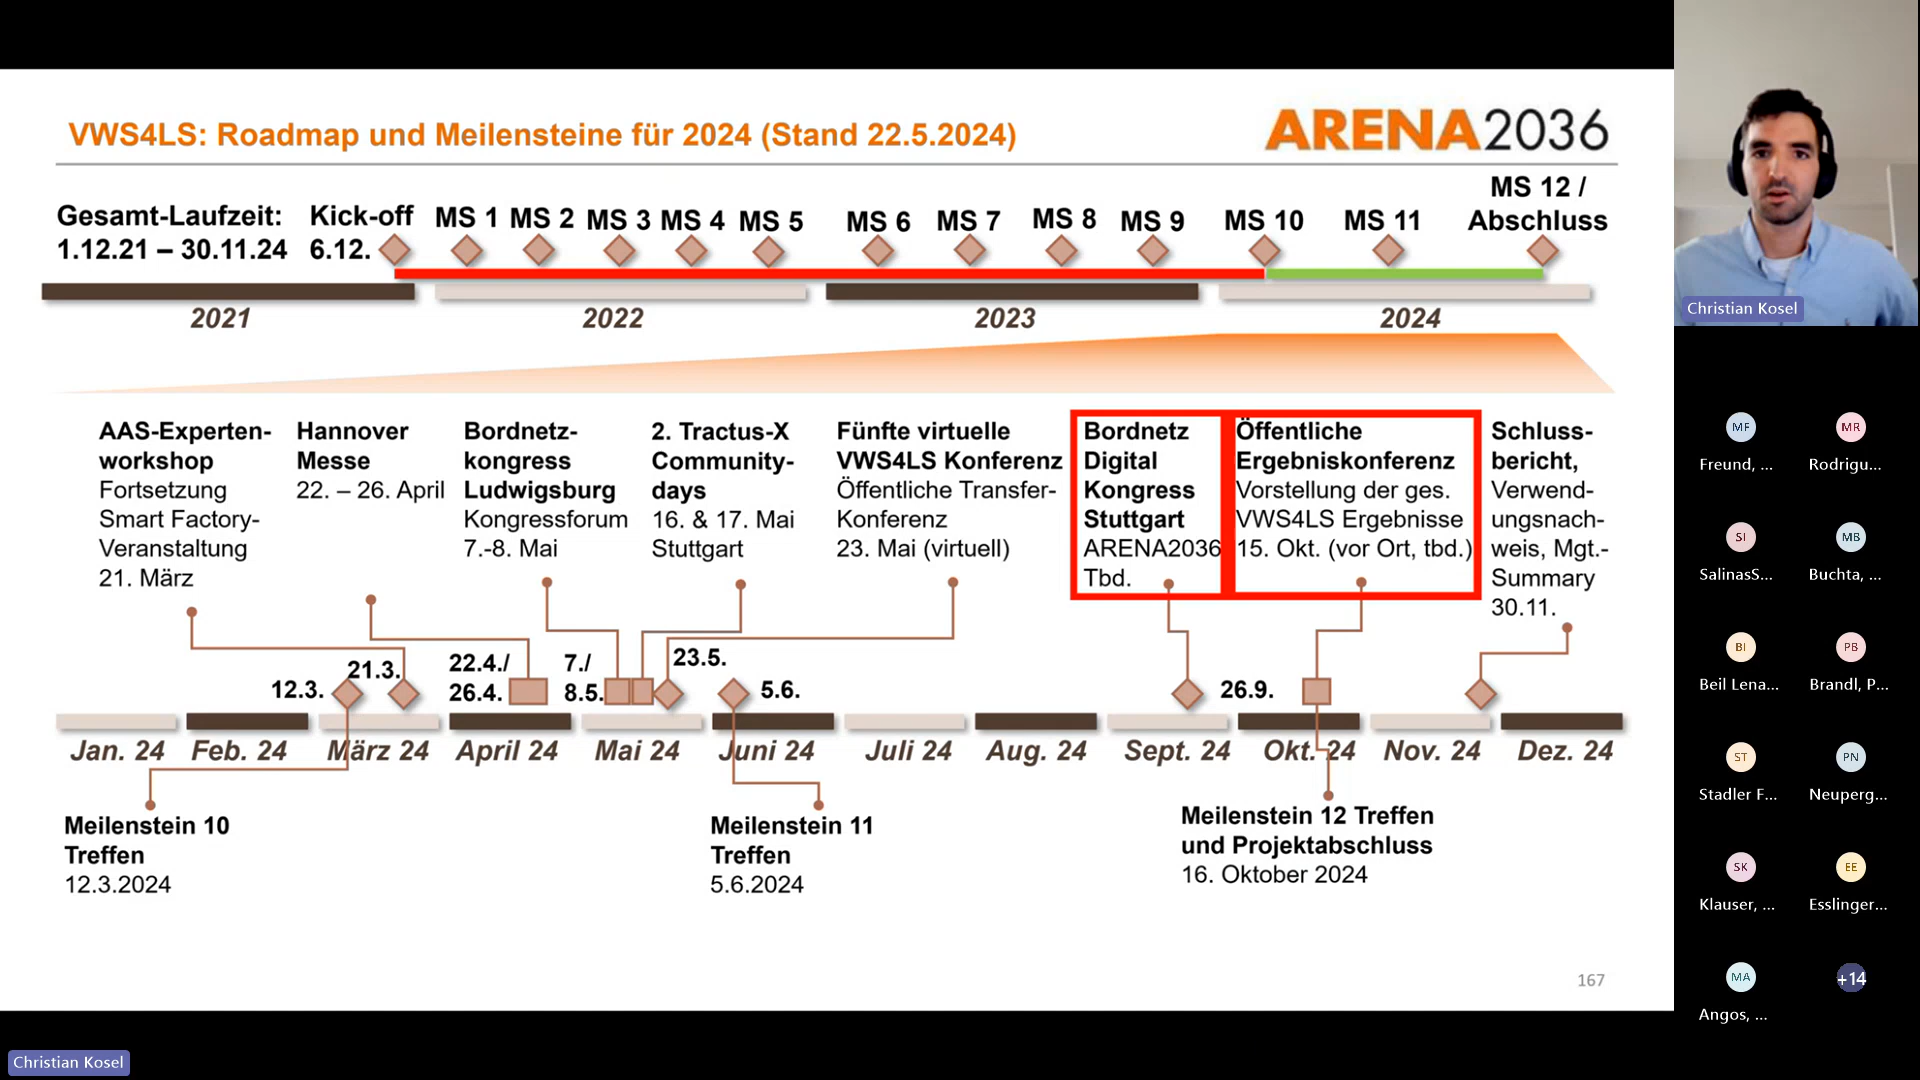 VWS4LS: Roadmap und Meilensteine für 2024 (Stand 22.5.2024)
ARENA2036
Gesamt-Laufzeit:
1.12.21 – 30.11.24
Kick-off
6.12.
MS 1
MS 2
MS 3
MS 4
MS 5
MS 6
MS 7
MS 8
MS 9
MS 10
MS 11
MS 12 /
Abschluss
2021
2022
2023
2024
AAS-Experten-
workshop
Fortsetzung
Smart Factory-
Veranstaltung
21. März
Hannover
Messe
22. – 26. April
Bordnetz-
kongress
Ludwigsburg
Kongressforum
7.-8. Mai
2. Tractus-X
Community-
days
16. & 17. Mai
Stuttgart
Fünfte virtuelle
VWS4LS Konferenz
Öffentliche Transfer-
Konferenz
23. Mai (virtuell)
Bordnetz
Digital
Kongress
Stuttgart
ARENA2036
Tbd.
Öffentliche
Ergebniskonferenz
Vorstellung der ges.
VWS4LS Ergebnisse
15. Okt. (vor Ort, tbd.)
Schluss-
bericht,
Verwend-
ungsnach-
weis, Mgt.-
Summary
30.11.
12.3.
21.3.
22.4./
26.4.
7./
8.5.
23.5.
5.6.
26.9.
Jan. 24
Feb. 24
März 24
April 24
Mai 24
Juni 24
Juli 24
Aug. 24
Sept. 24
Okt. 24
Nov. 24
Dez. 24
Meilenstein 10
Treffen
12.3.2024
Meilenstein 11
Treffen
5.6.2024
Meilenstein 12 Treffen
und Projektabschluss
16. Oktober 2024
167
Christian Kosel
MF
Freund, ...
MR
Rodrigu...
SI
SalinasS...
MB
Buchta, ...
BI
Beil Lena...
PB
Brandl, P...
ST
Stadler F...
PN
Neuperg...
SK
Klauser, ...
EE
Esslinger...
MA
Angos, ...
+14
Christian Kosel